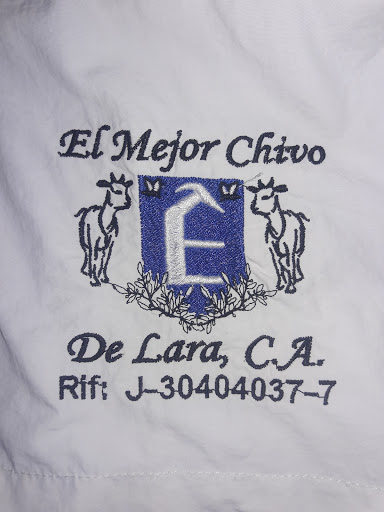 El Mejor Chivo
É
De Lara, C.A.
Rif: J-30404037-7